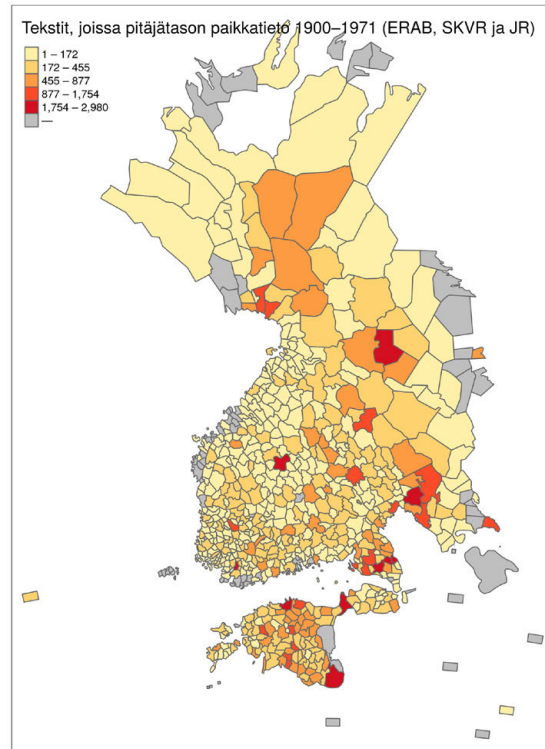 Tekstit, joissa pitäjätason paikkatieto 1900–1971 (ERAB, SKVR ja JR)
1 – 172
172 – 455
455 – 877
877 – 1,754
1,754 – 2,980
—